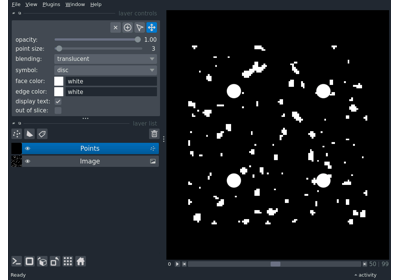 File View Plugins Window Help
layer controls
opacity: 1.00
point size: 3
blending: translucent
symbol: disc
face color: white
edge color: white
display text:
out of slice:
layer list
Points
Image
50 99
Ready activity